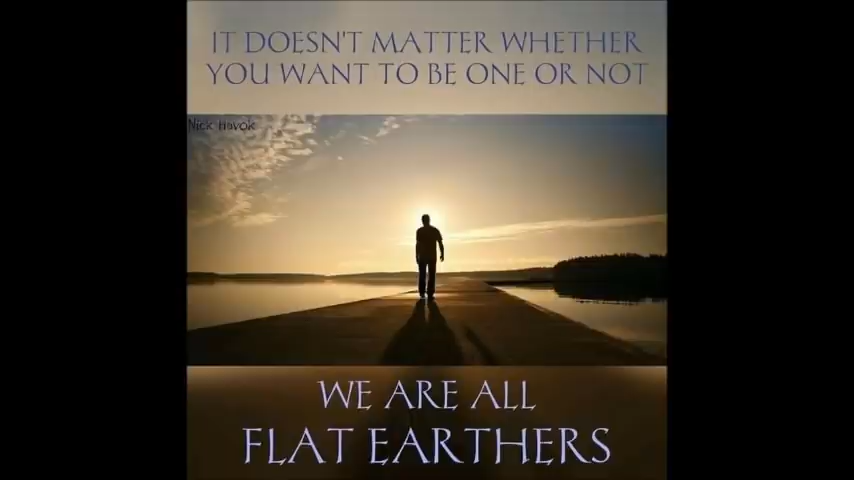 IT DOESN'T MATTER WHETHER
YOU WANT TO BE ONE OR NOT
Nick Havok
WE ARE ALL
FLAT EARTHERS